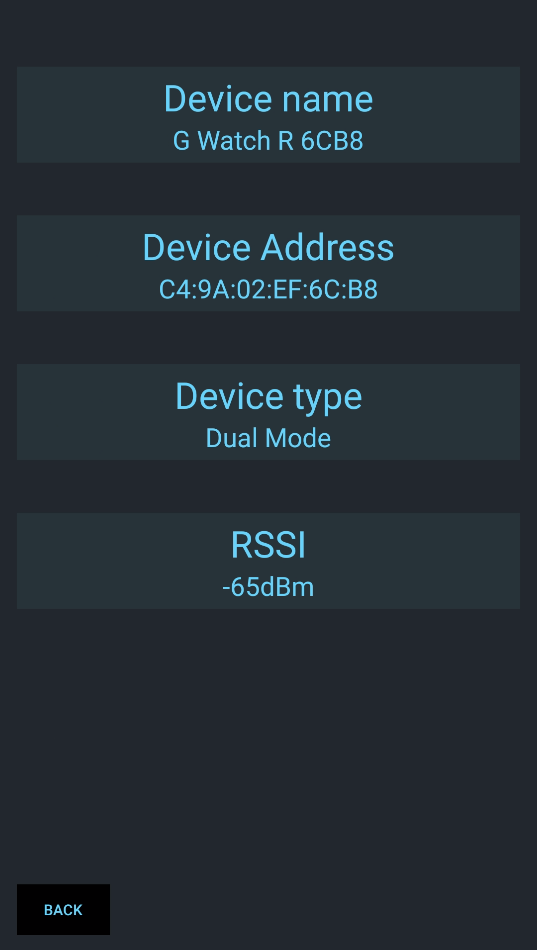 Device name
G Watch R 6CB8
Device Address
C4:9A:02:EF:6C:B8
Device type
Dual Mode
RSSI
-65dBm
BACK